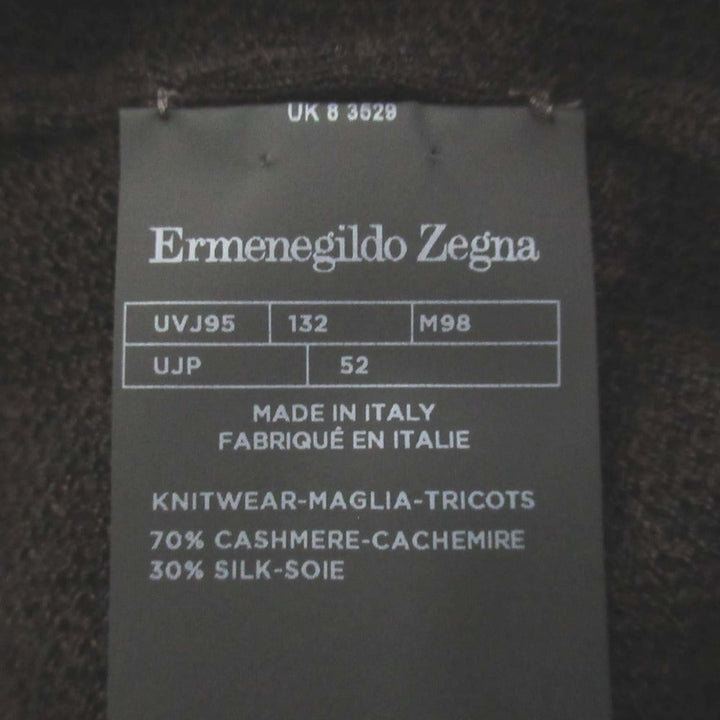 UK 8 3529
Ermenegildo Zegna
UVJ95 132 M98
UJP 52
MADE IN ITALY
FABRIQUÉ EN ITALIE
KNITWEAR-MAGLIA-TRICOTS
70% CASHMERE-CACHEMIRE
30% SILK-SOIE